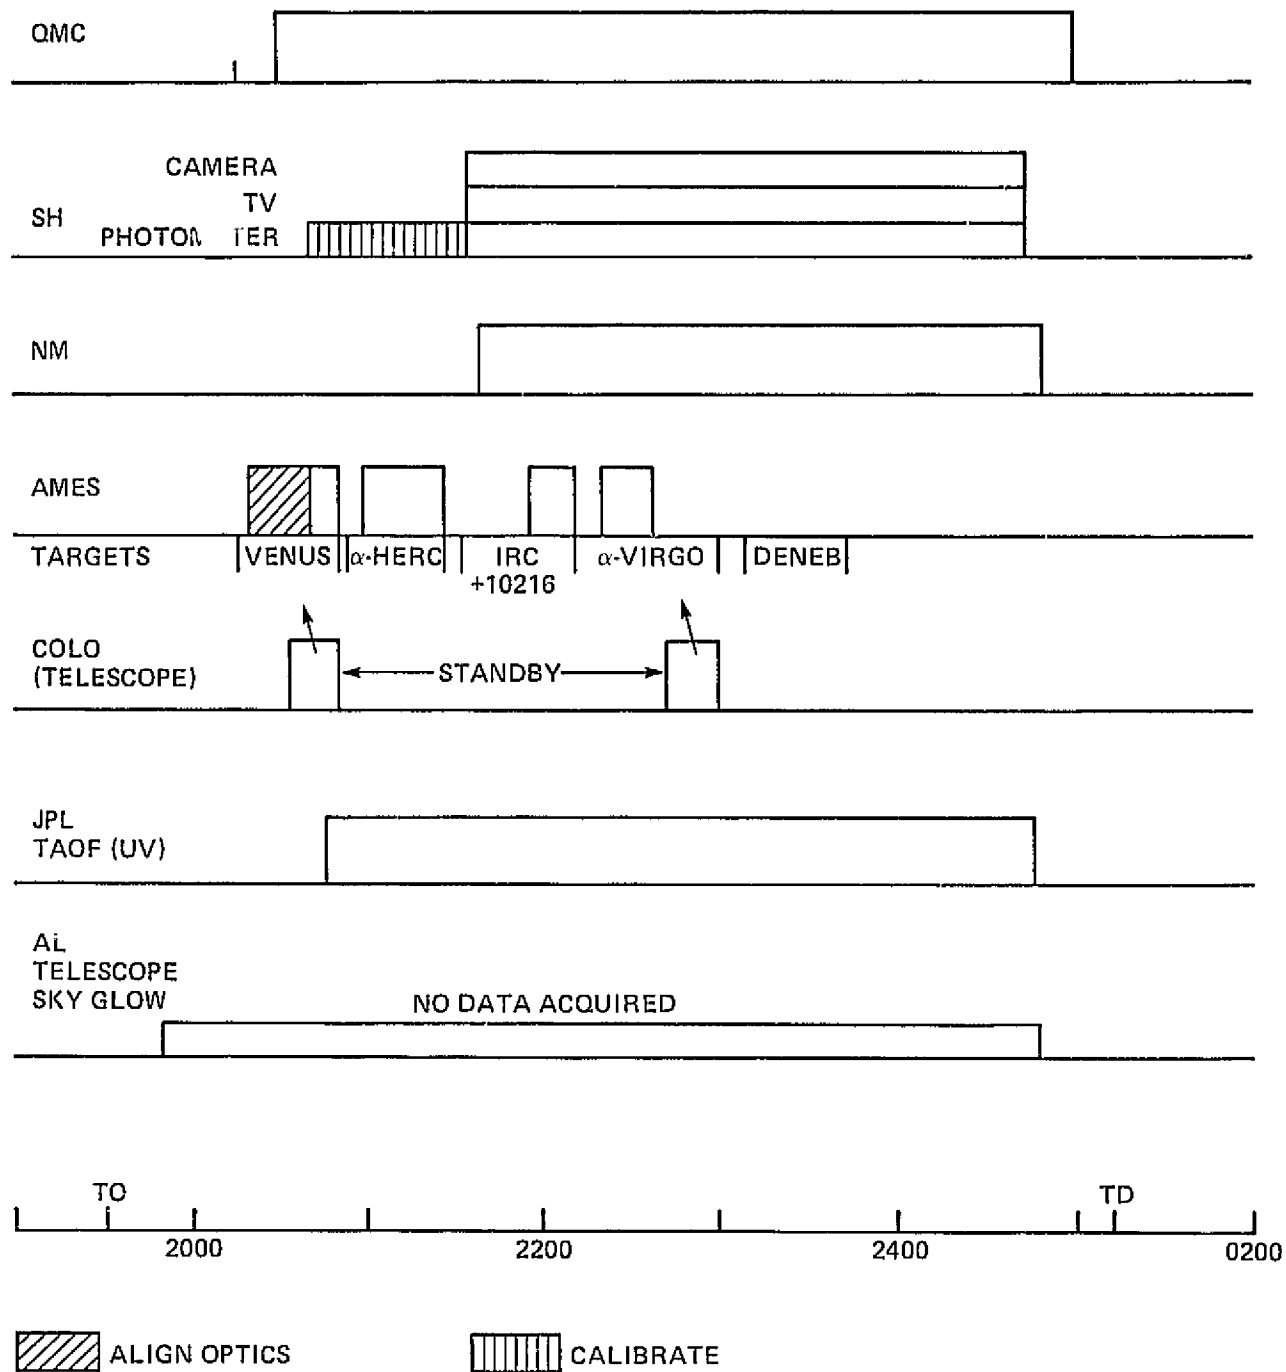 QMC
CAMERA
TV
SH
PHOTOM TER
NM
AMES
TARGETS VENUS α-HERC IRC α-VIRGO DENEB
+10216
COLO
(TELESCOPE)
STANDBY
JPL
TAOF (UV)
AL
TELESCOPE
SKY GLOW
NO DATA ACQUIRED
TO TD
2000 2200 2400 0200
ALIGN OPTICS CALIBRATE